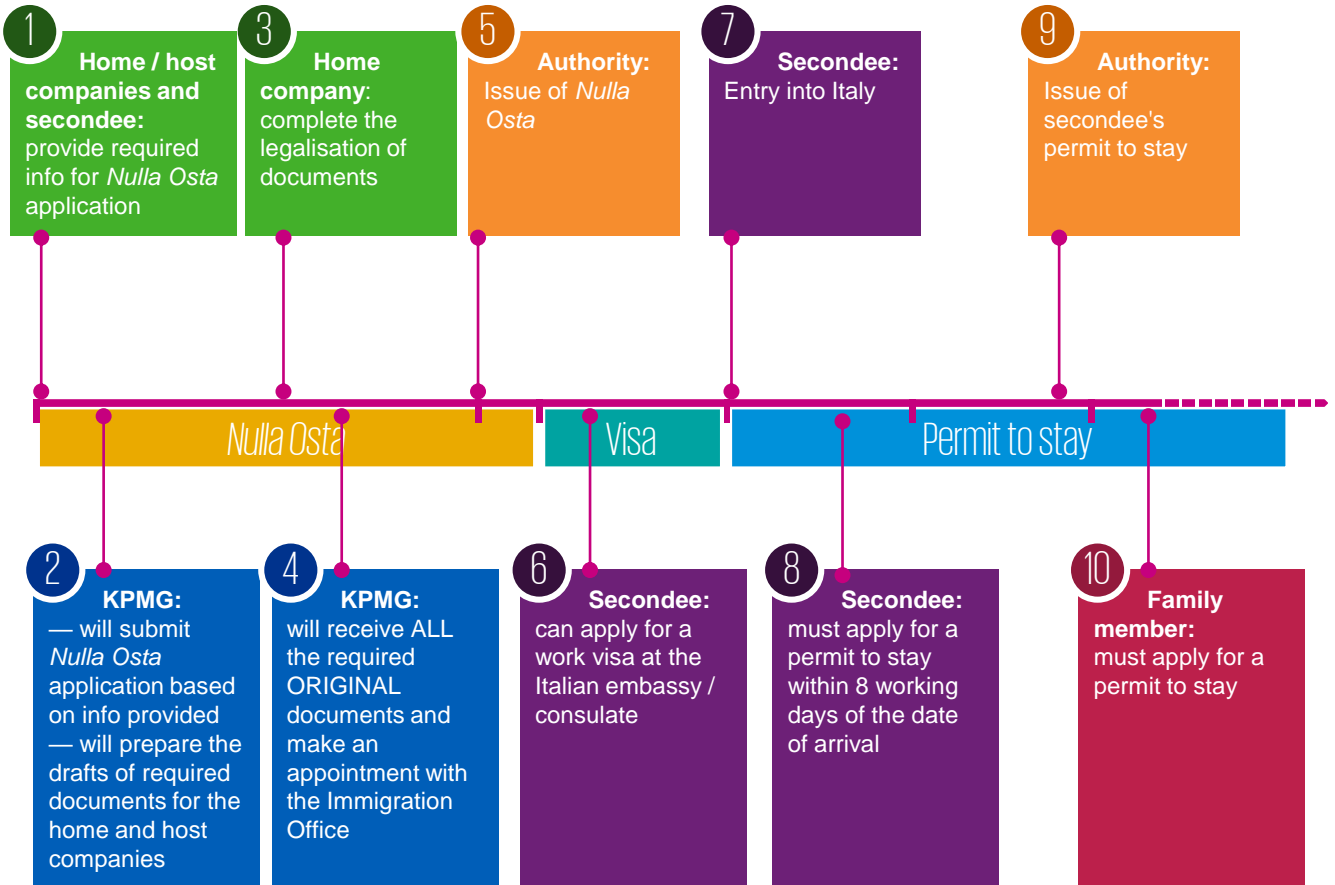 1
Home / host
companies and
secondee:
provide required
info for Nulla Osta
application
3
Home
company:
complete the
legalisation of
documents
5
Authority:
Issue of Nulla
Osta
7
Secondee:
Entry into Italy
9
Authority:
Issue of
secondee's
permit to stay
Nulla Osta
Visa
Permit to stay
2
KPMG:
— will submit
Nulla Osta
application based
on info provided
— will prepare the
drafts of required
documents for the
home and host
companies
4
KPMG:
will receive ALL
the required
ORIGINAL
documents and
make an
appointment with
the Immigration
Office
6
Secondee:
can apply for a
work visa at the
Italian embassy /
consulate
8
Secondee:
must apply for a
permit to stay
within 8 working
days of the date
of arrival
10
Family
member:
must apply for a
permit to stay